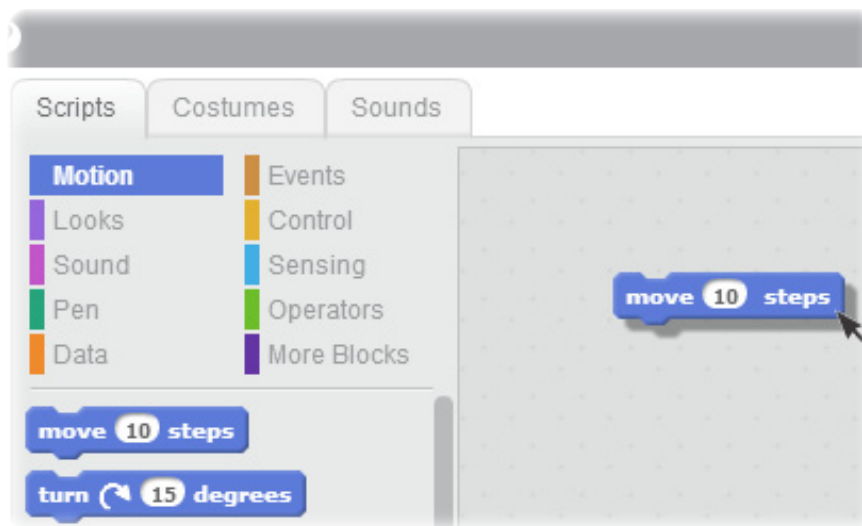 Scripts Costumes Sounds
Motion Events
Looks Control
Sound Sensing
Pen Operators
Data More Blocks
move 10 steps
turn 15 degrees
move 10 steps